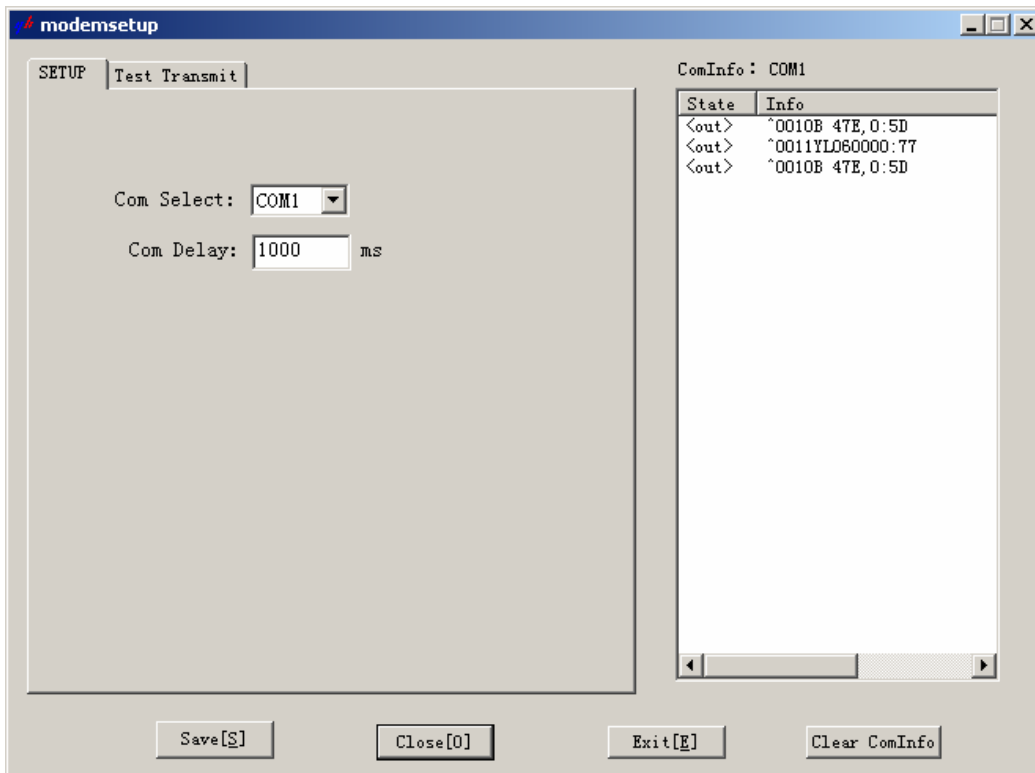 modemsetup
SETUP
Test Transmit
Com Select: COM1
Com Delay: 1000 ms
ComInfo: COM1
State Info
<out> ^0010B 47E,0:5D
<out> ^0011YL060000:77
<out> ^0010B 47E,0:5D
Save[S]
Close[O]
Exit[E]
Clear ComInfo